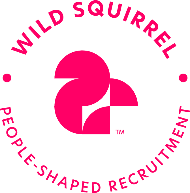 WILD SQUIRREL
TM
PEOPLE-SHAPED RECRUITMENT